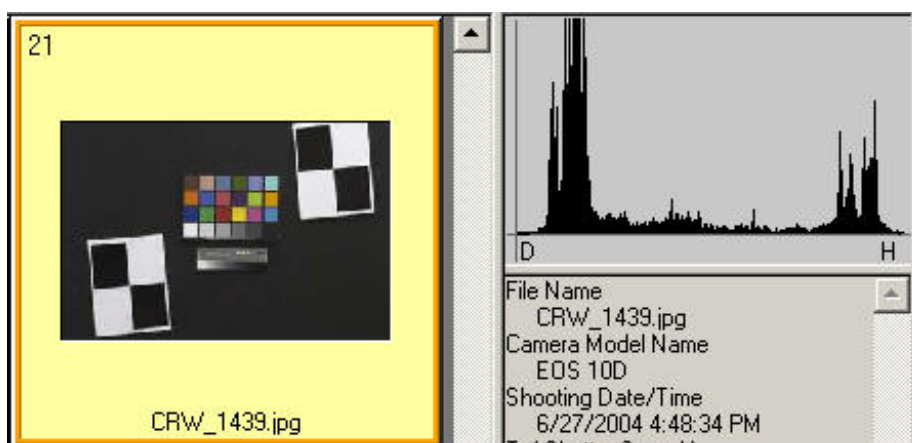 21
CRW_1439.jpg
D H
File Name
CRW_1439.jpg
Camera Model Name
EOS 10D
Shooting Date/Time
6/27/2004 4:48:34 PM